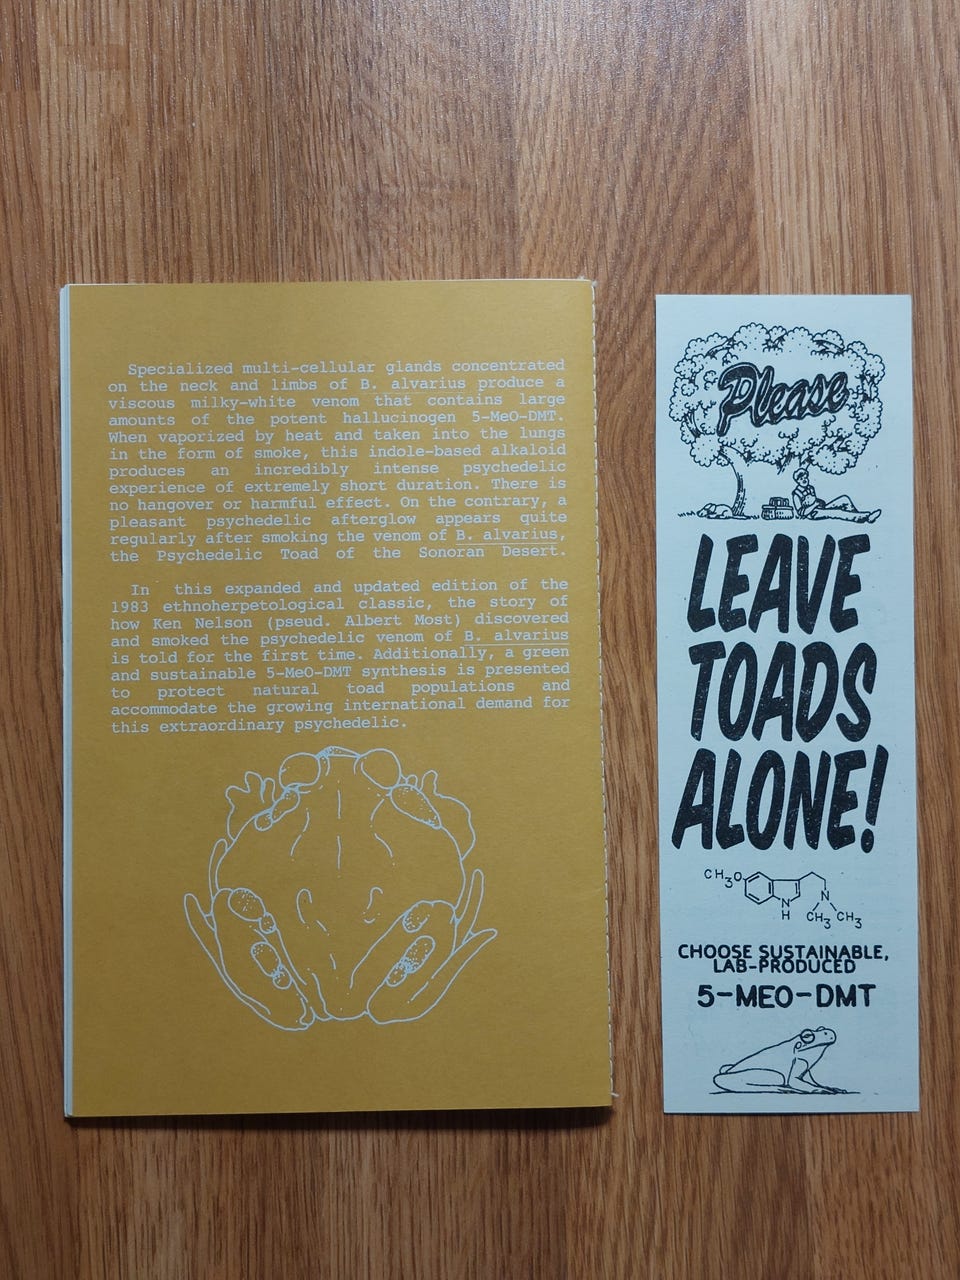 Specialized multi-cellular glands concentrated
on the neck and limbs of B. alvarius produce a
viscous milky-white venom that contains large
amounts of the potent hallucinogen 5-MeO-DMT.
When vaporized by heat and taken into the lungs
in the form of smoke, this indole-based alkaloid
produces an incredibly intense psychedelic
experience of extremely short duration. There is
no hangover or harmful effect. On the contrary, a
pleasant psychedelic afterglow appears quite
regularly after smoking the venom of B. alvarius,
the Psychedelic Toad of the Sonoran Desert.
In this expanded and updated edition of the
1983 ethnoherpetological classic, the story of
how Ken Nelson (pseud. Albert Most) discovered
and smoked the psychedelic venom of B. alvarius
is told for the first time. Additionally, a green
and sustainable 5-MeO-DMT synthesis is presented
to protect natural toad populations and
accommodate the growing international demand for
this extraordinary psychedelic.
Please
LEAVE
TOADS
ALONE!
CH3O
N
H
N
CH3 CH3
CHOOSE SUSTAINABLE,
LAB-PRODUCED
5-MEO-DMT